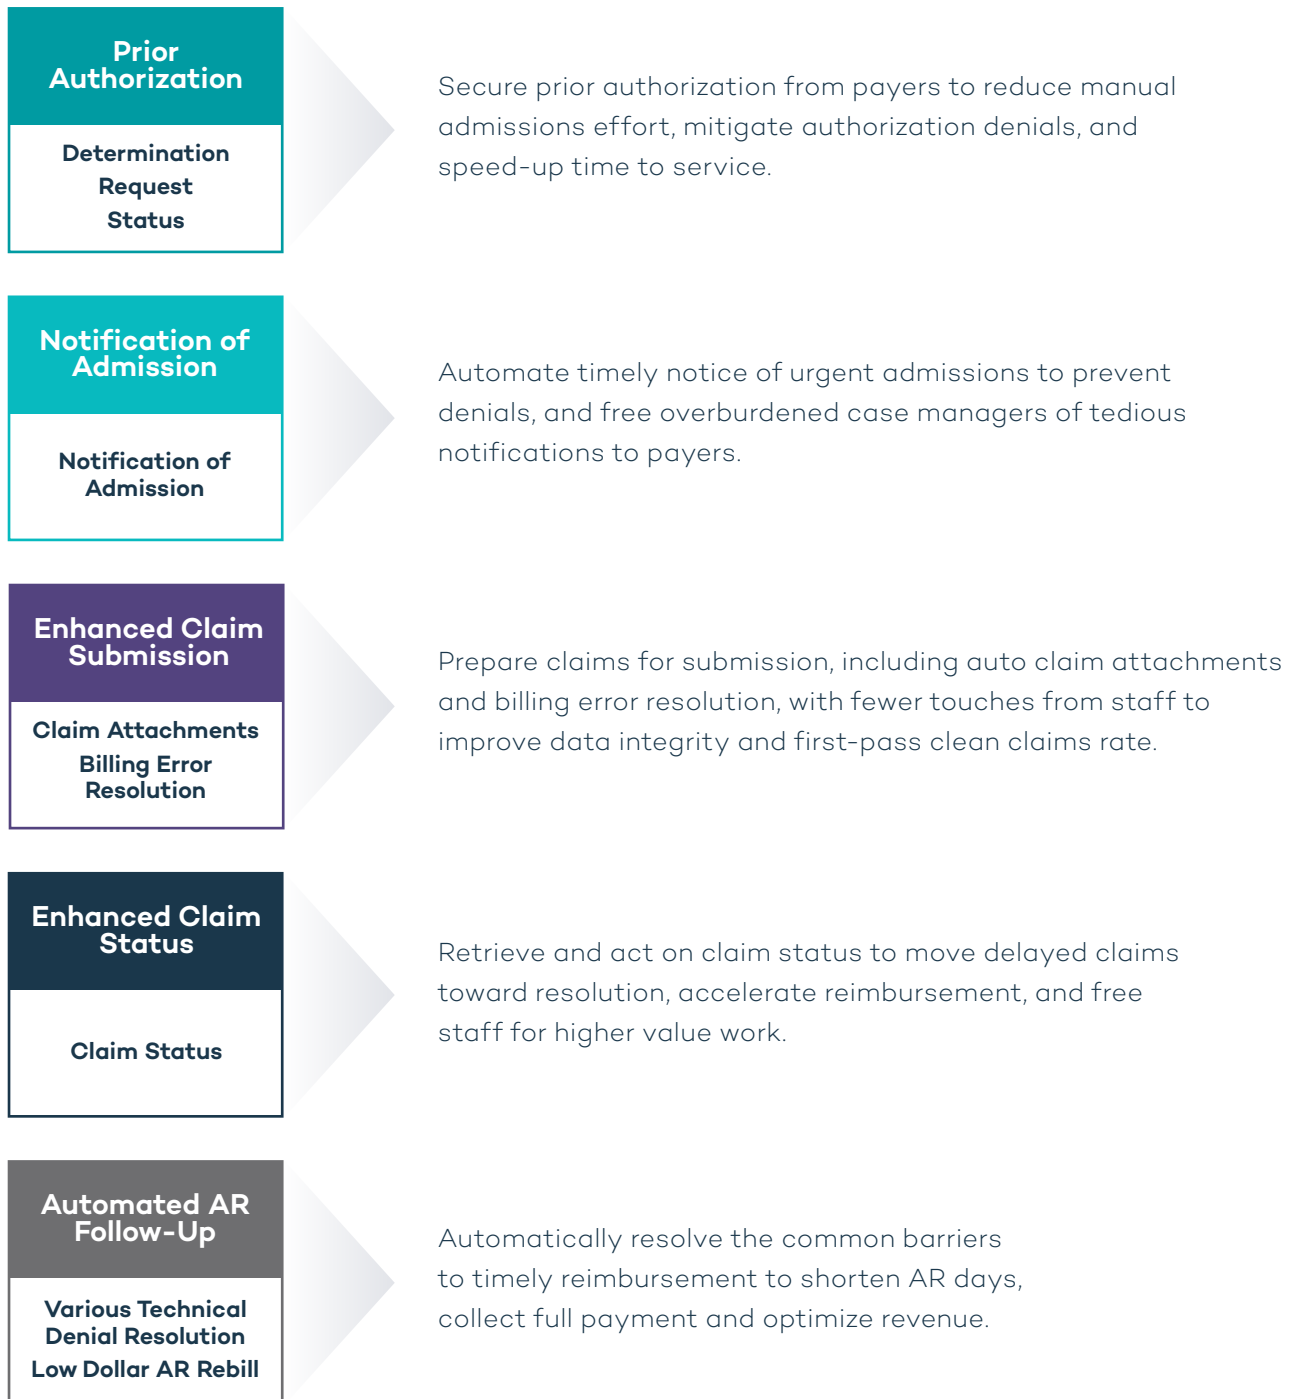 Prior
Authorization
Determination
Request
Status
Secure prior authorization from payers to reduce manual
admissions effort, mitigate authorization denials, and
speed-up time to service.
Notification of
Admission
Notification of
Admission
Automate timely notice of urgent admissions to prevent
denials, and free overburdened case managers of tedious
notifications to payers.
Enhanced Claim
Submission
Claim Attachments
Billing Error
Resolution
Prepare claims for submission, including auto claim attachments
and billing error resolution, with fewer touches from staff to
improve data integrity and first-pass clean claims rate.
Enhanced Claim
Status
Claim Status
Retrieve and act on claim status to move delayed claims
toward resolution, accelerate reimbursement, and free
staff for higher value work.
Automated AR
Follow-Up
Various Technical
Denial Resolution
Low Dollar AR Rebill
Automatically resolve the common barriers
to timely reimbursement to shorten AR days,
collect full payment and optimize revenue.